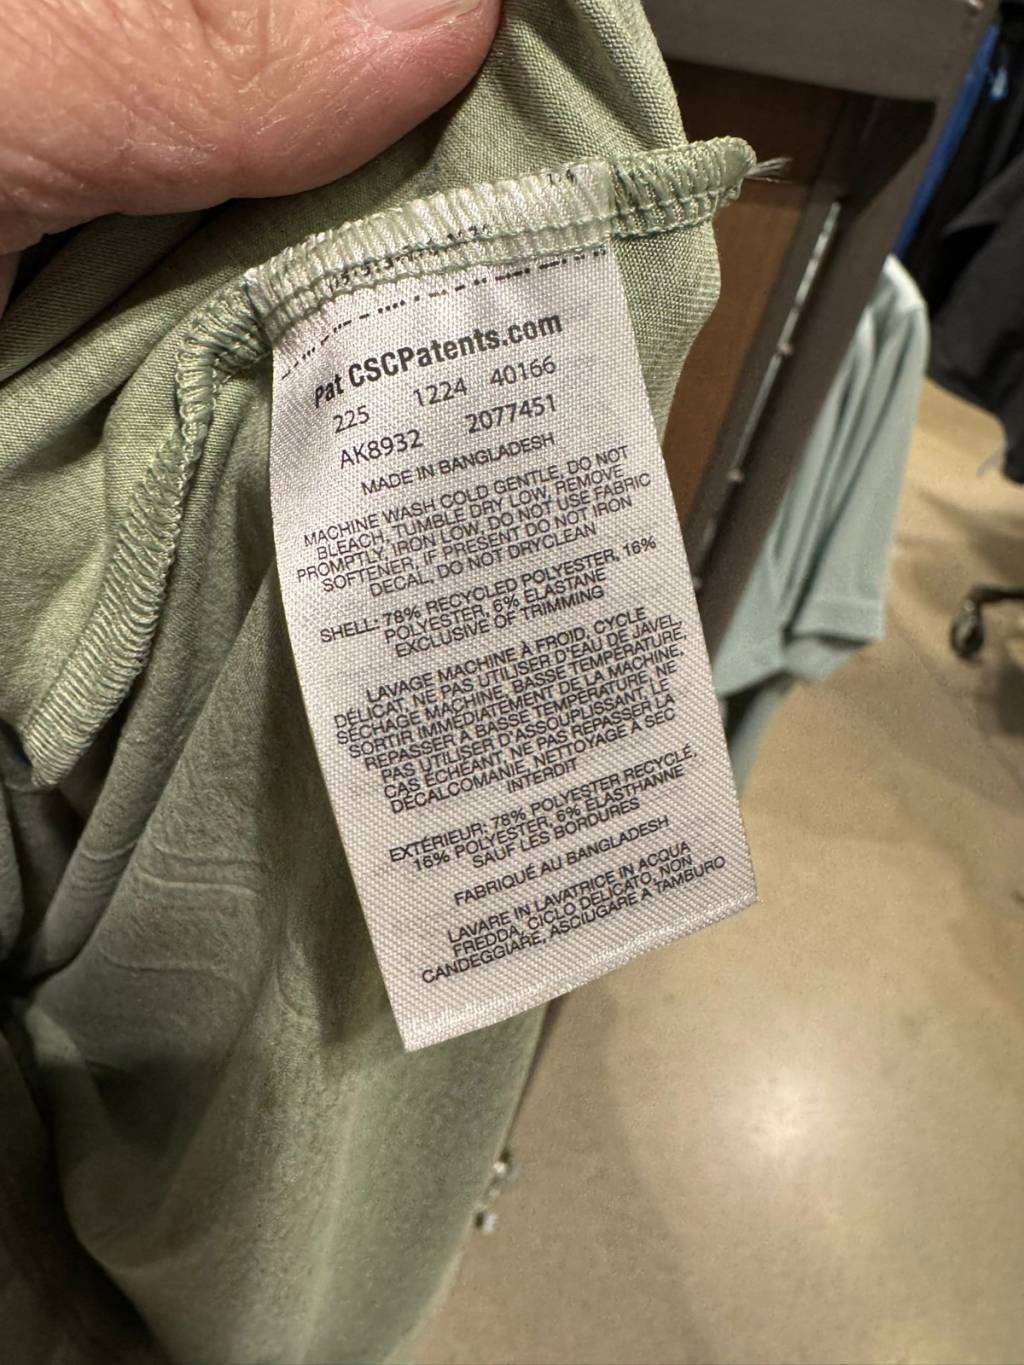 Pat CSCPatents.com
225 1224 40166
AK8932 2077451
MADE IN BANGLADESH
MACHINE WASH COLD GENTLE, DO NOT
BLEACH, TUMBLE DRY LOW, REMOVE
PROMPTLY, IRON LOW, DO NOT USE FABRIC
SOFTENER, IF PRESENT DO NOT IRON
DECAL, DO NOT DRYCLEAN
SHELL: 78% RECYCLED POLYESTER, 16%
POLYESTER, 6% ELASTANE
EXCLUSIVE OF TRIMMING
LAVAGE MACHINE À FROID, CYCLE
DÉLICAT, NE PAS UTILISER D'EAU DE JAVEL,
SÉCHAGE MACHINE, BASSE TEMPÉRATURE,
SORTIR IMMÉDIATEMENT DE LA MACHINE,
REPASSER À BASSE TEMPÉRATURE, NE
PAS UTILISER D'ASSOUPLISSANT, LE
CAS ÉCHÉANT, NE PAS REPASSER LA
DÉCALCOMANIE, NETTOYAGE À SEC
INTERDIT
EXTÉRIEUR: 78% POLYESTER RECYCLÉ,
16% POLYESTER, 6% ÉLASTHANNE
SAUF LES BORDURES
FABRIQUÉ AU BANGLADESH
LAVARE IN LAVATRICE IN ACQUA
FREDDA, CICLO DELICATO, NON
CANDEGGIARE, ASCIUGARE A TAMBURO